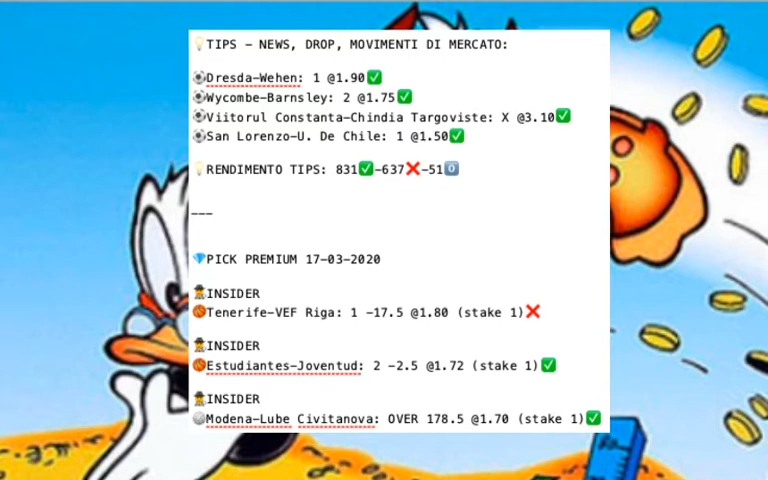 💡TIPS - NEWS, DROP, MOVIMENTI DI MERCATO:
⚽Dresda-Wehen: 1 @1.90✅
⚽Wycombe-Barnsley: 2 @1.75✅
⚽Viitorul Constanta-Chindia Targoviste: X @3.10✅
⚽San Lorenzo-U. De Chile: 1 @1.50✅
💡RENDIMENTO TIPS: 831✅-637❌-510️⃣
---
💎PICK PREMIUM 17-03-2020
🕵️INSIDER
🏀Tenerife-VEF Riga: 1 -17.5 @1.80 (stake 1)❌
🕵️INSIDER
🏀Estudiantes-Joventud: 2 -2.5 @1.72 (stake 1)✅
🕵️INSIDER
🏐Modena-Lube Civitanova: OVER 178.5 @1.70 (stake 1)✅